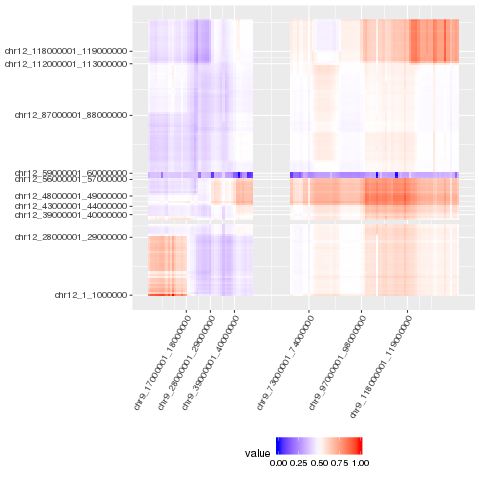 chr12_118000001_119000000
chr12_112000001_113000000
chr12_87000001_88000000
chr12_59000001_60000000
chr12_56000001_57000000
chr12_48000001_49000000
chr12_43000001_44000000
chr12_39000001_40000000
chr12_28000001_29000000
chr12_1_1000000
chr9_17000001_18000000
chr9_28000001_29000000
chr9_39000001_40000000
chr9_73000001_74000000
chr9_97000001_98000000
chr9_118000001_119000000
value
0.00 0.25 0.50 0.75 1.00